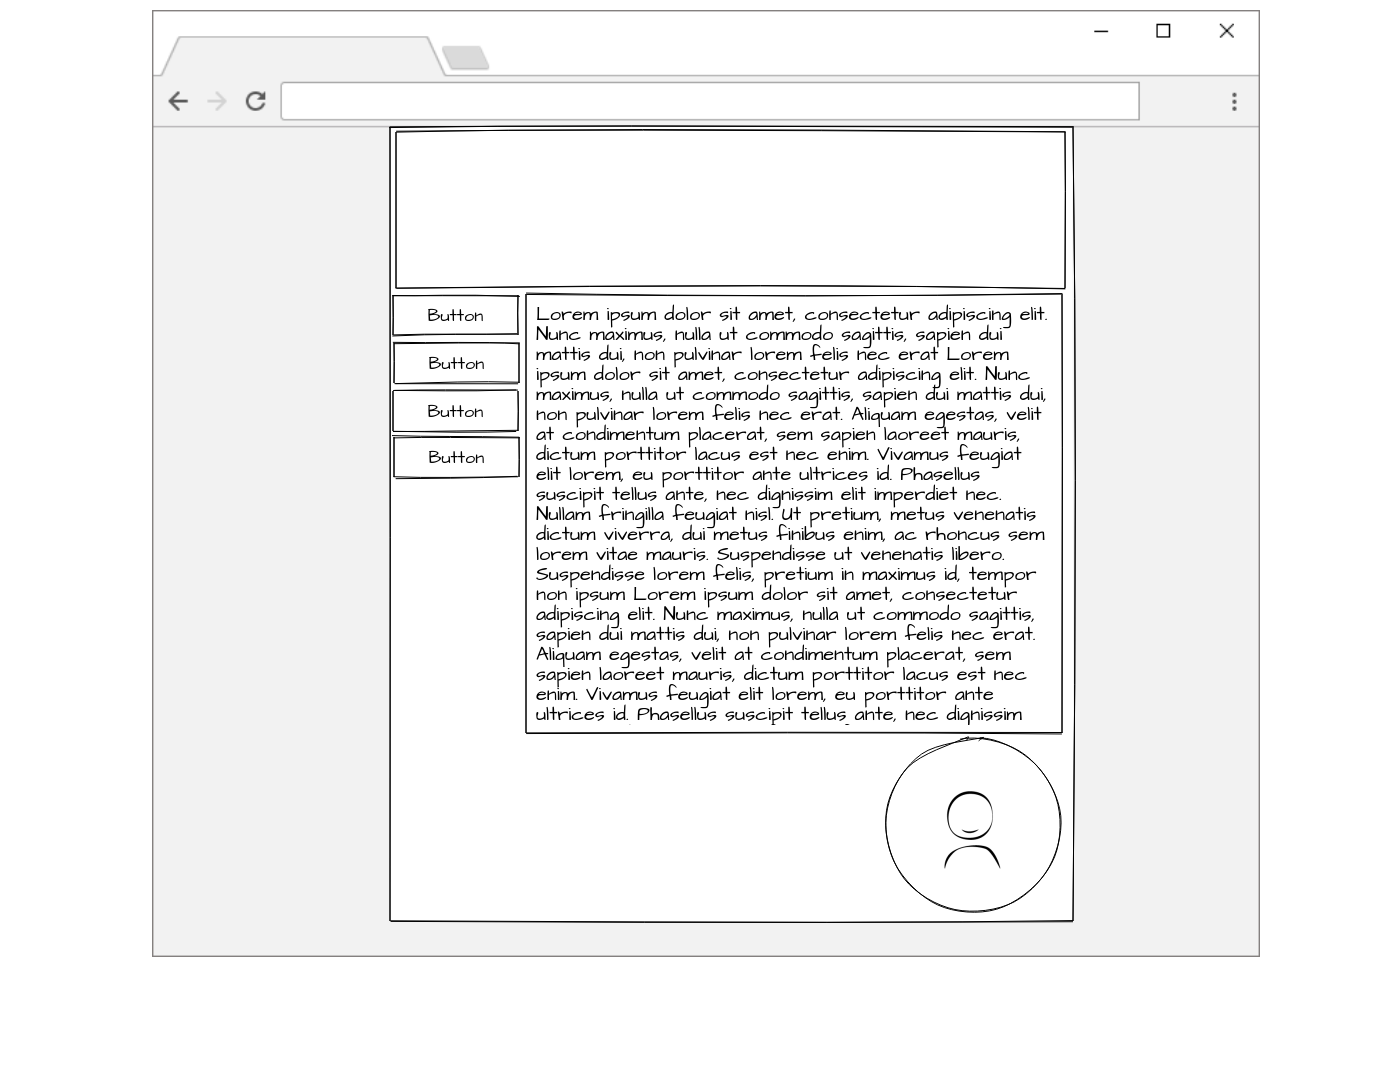 Button
Button
Button
Button
Lorem ipsum dolor sit amet, consectetur adipiscing elit.
Nunc maximus, nulla ut commodo sagittis, sapien dui
mattis dui, non pulvinar lorem felis nec erat Lorem
ipsum dolor sit amet, consectetur adipiscing elit. Nunc
maximus, nulla ut commodo sagittis, sapien dui mattis dui,
non pulvinar lorem felis nec erat. Aliquam egestas, velit
at condimentum placerat, sem sapien laoreet mauris,
dictum porttitor lacus est nec enim. Vivamus feugiat
elit lorem, eu porttitor ante ultrices id. Phasellus
suscipit tellus ante, nec dignissim elit imperdiet nec.
Nullam fringilla feugiat nisl. Ut pretium, metus venenatis
dictum viverra, dui metus finibus enim, ac rhoncus sem
lorem vitae mauris. Suspendisse ut venenatis libero.
Suspendisse lorem felis, pretium in maximus id, tempor
non ipsum Lorem ipsum dolor sit amet, consectetur
adipiscing elit. Nunc maximus, nulla ut commodo sagittis,
sapien dui mattis dui, non pulvinar lorem felis nec erat.
Aliquam egestas, velit at condimentum placerat, sem
sapien laoreet mauris, dictum porttitor lacus est nec
enim. Vivamus feugiat elit lorem, eu porttitor ante
ultrices id. Phasellus suscipit tellus ante, nec dignissim